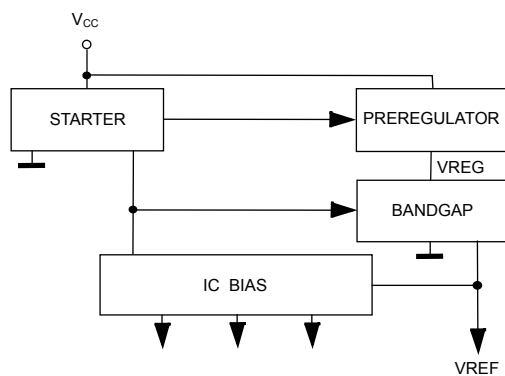 VCC
STARTER
PREREGULATOR
VREG
BANDGAP
IC BIAS
VREF